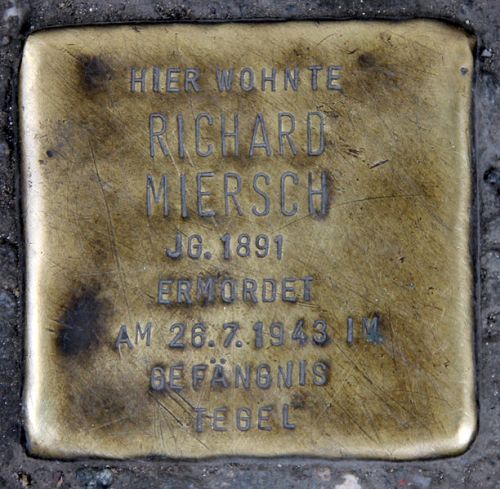 HIER WOHNTE
RICHARD
MIERSCH
JG. 1891
ERMORDET
AM 26.7.1943 IM
GEFÄNGNIS
TEGEL